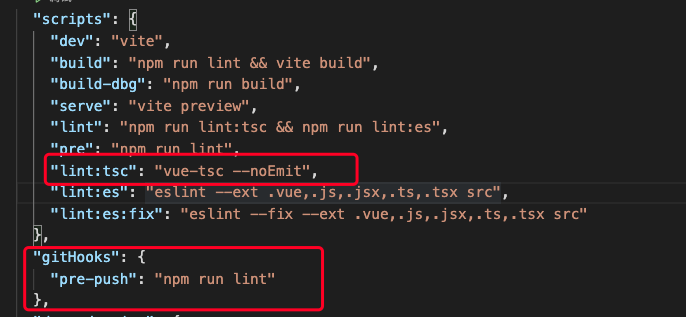 "scripts": {
"dev": "vite",
"build": "npm run lint && vite build",
"build-dbg": "npm run build",
"serve": "vite preview",
"lint": "npm run lint:tsc && npm run lint:es",
"pre": "npm run lint",
"lint:tsc": "vue-tsc --noEmit",
"lint:es": "eslint --ext .vue,.js,.jsx,.ts,.tsx src",
"lint:es:fix": "eslint --fix --ext .vue,.js,.jsx,.ts,.tsx src"
},
"gitHooks": {
"pre-push": "npm run lint"
},